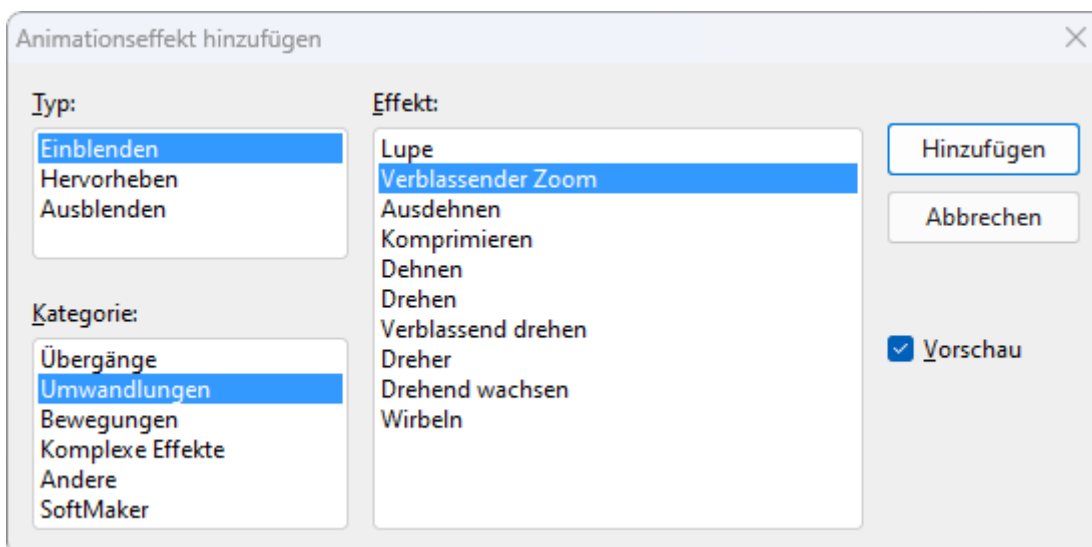 Animationseffekt hinzufügen
Typ:
Einblenden
Hervorheben
Ausblenden
Kategorie:
Übergänge
Umwandlungen
Bewegungen
Komplexe Effekte
Andere
SoftMaker
Effekt:
Lupe
Verblassender Zoom
Ausdehnen
Komprimieren
Dehnen
Drehen
Verblassend drehen
Dreher
Drehend wachsen
Wirbeln
Hinzufügen
Abbrechen
Vorschau